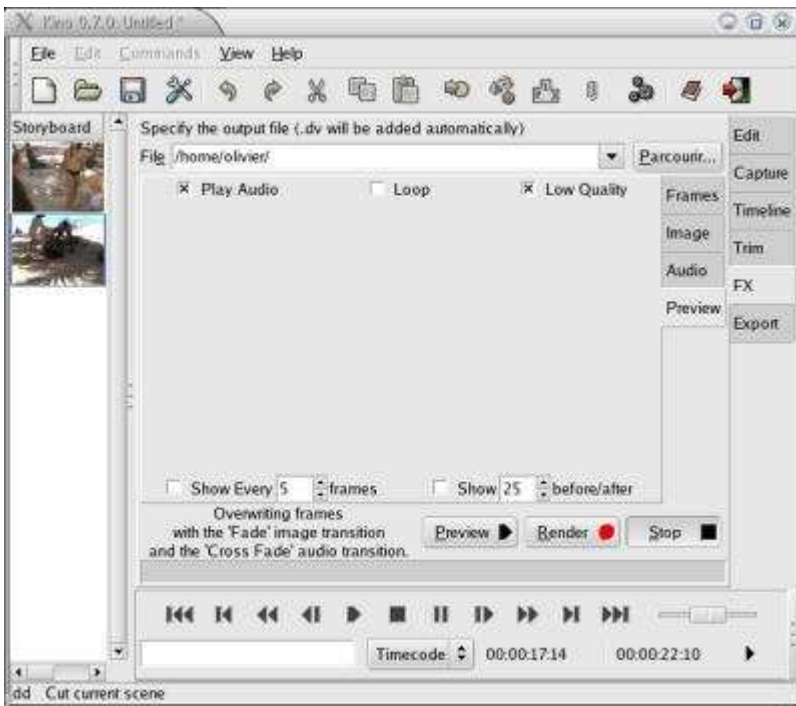 Kino 0.7.0: Untitled *
File Edit Commands View Help
Storyboard
Specify the output file (.dv will be added automatically)
File /home/olivier/ Parcourir...
Play Audio Loop Low Quality
Frames
Image
Audio
Preview
Edit
Capture
Timeline
Trim
FX
Export
Show Every 5 frames Show 25 before/after
Overwriting frames
with the 'Fade' image transition
and the 'Cross Fade' audio transition.
Preview Render Stop
Timecode: 00:00:17:14 00:00:22:10
dd Cut current scene